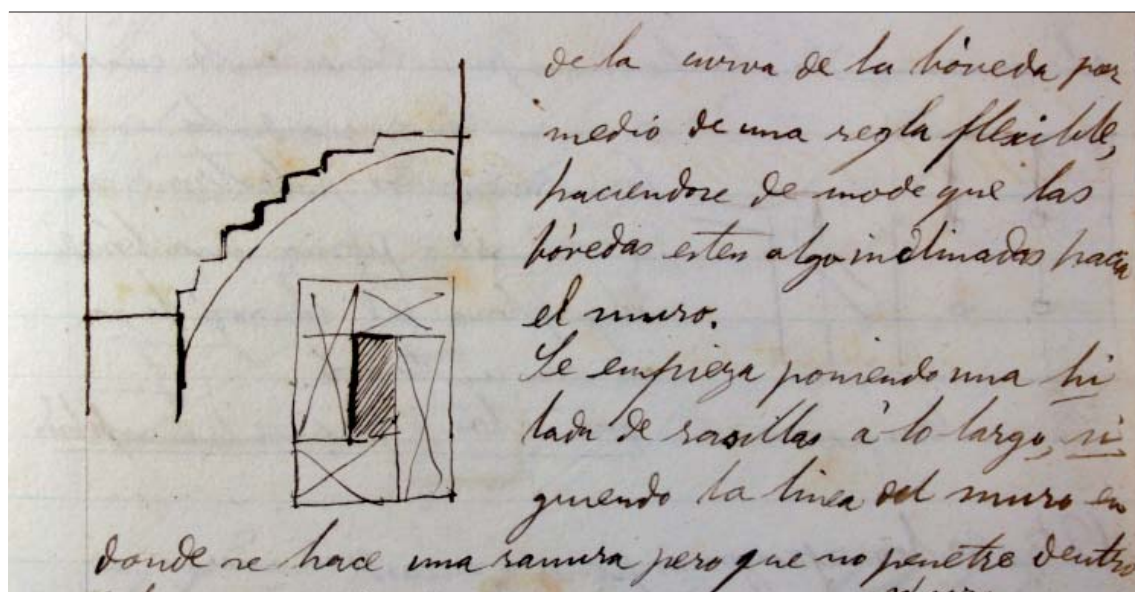 de la curva de la bóveda por
medio de una regla flexible,
haciendose de modo que las
bóvedas esten algo inclinadas hacia
el muro.
Se empieza poniendo una hi
lada de rasillas á lo largo, si
guiendo la linea del muro en
donde se hace una ranura pero que no penetre dentro